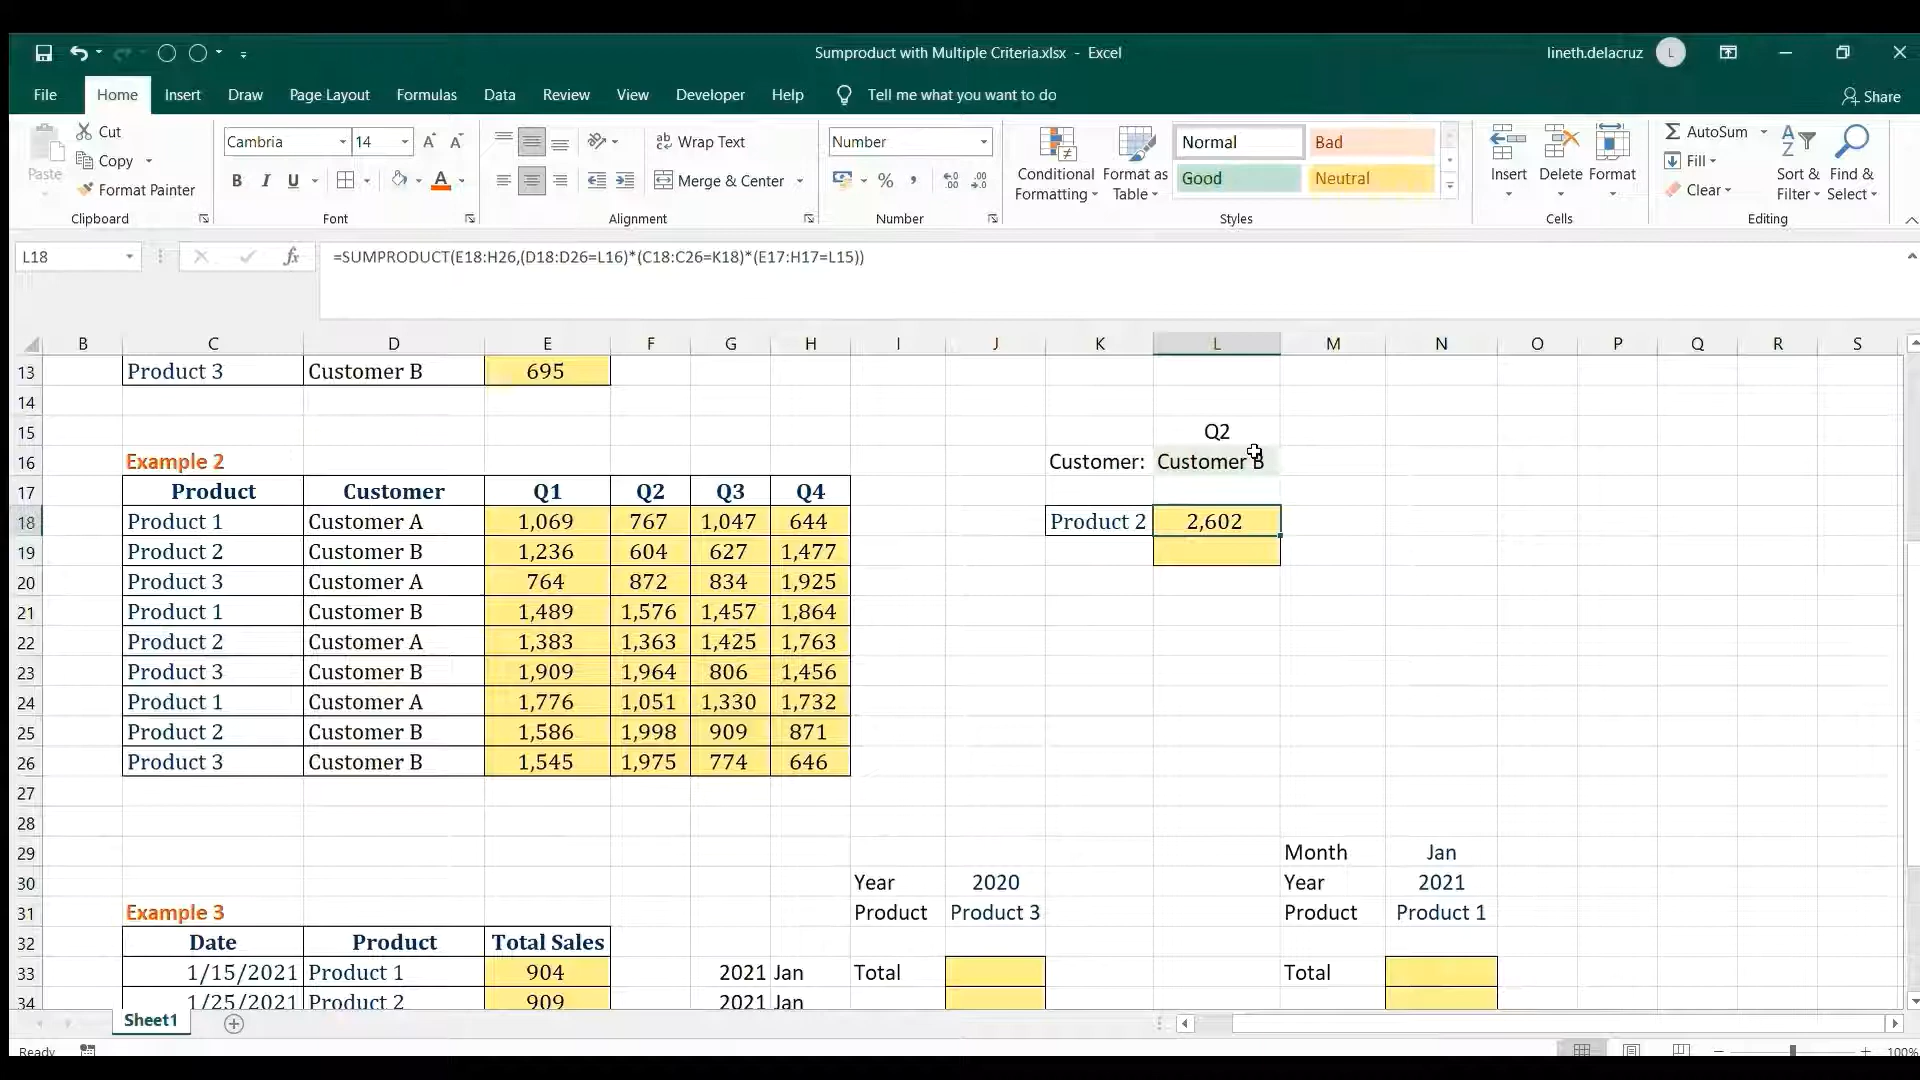 Sumproduct with Multiple Criteria.xlsx - Excel
lineth.delacruz L
File Home Insert Draw Page Layout Formulas Data Review View Developer Help Tell me what you want to do Share
Paste Cut Copy Format Painter Clipboard
Cambria 14 A A B I U A Font
ab Wrap Text Merge & Center Alignment
Number % , Number
Conditional Formatting Format as Table Normal Bad Good Neutral Styles
Insert Delete Format Cells
AutoSum Fill Clear Sort & Filter Find & Select Editing
L18 fx =SUMPRODUCT(E18:H26,(D18:D26=L16)*(C18:C26=K18)*(E17:H17=L15))
B C D E F G H I J K L M N O P Q R S
13 Product 3 Customer B 695
14
15 Q2
16 Example 2 Customer: Customer B
17 Product Customer Q1 Q2 Q3 Q4
18 Product 1 Customer A 1,069 767 1,047 644 Product 2 2,602
19 Product 2 Customer B 1,236 604 627 1,477
20 Product 3 Customer A 764 872 834 1,925
21 Product 1 Customer B 1,489 1,576 1,457 1,864
22 Product 2 Customer A 1,383 1,363 1,425 1,763
23 Product 3 Customer B 1,909 1,964 806 1,456
24 Product 1 Customer A 1,776 1,051 1,330 1,732
25 Product 2 Customer B 1,586 1,998 909 871
26 Product 3 Customer B 1,545 1,975 774 646
27
28
29 Month Jan
30 Year 2020 Year 2021
31 Example 3 Product Product 3 Product Product 1
32 Date Product Total Sales
33 1/15/2021 Product 1 904 2021 Jan Total Total
34 1/25/2021 Product 2 909 2021 Jan
Sheet1
Ready 100%